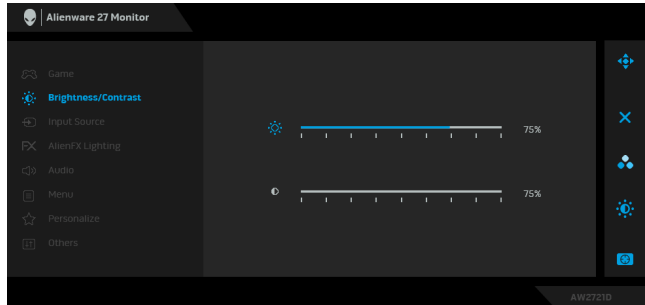 Alienware 27 Monitor
Game
Brightness/Contrast
Input Source
AlienFX Lighting
Audio
Menu
Personalize
Others
75%
75%
AW2721D